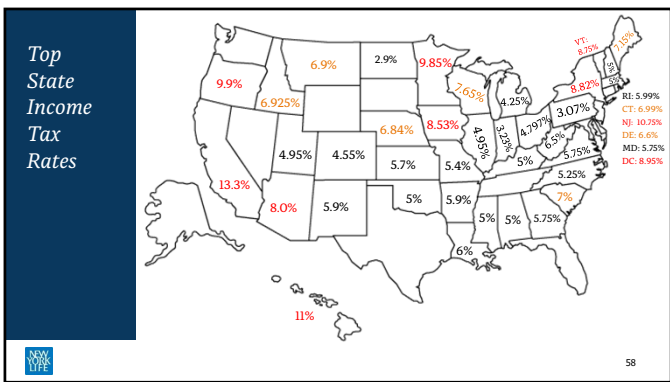 Top
State
Income
Tax
Rates
VT:
8.75%
7.15%
6.9%
2.9%
9.85%
9.9%
6.925%
7.65%
5%
5%
8.82%
4.25%
RI: 5.99%
CT: 6.99%
NJ: 10.75%
DE: 6.6%
MD: 5.75%
DC: 8.95%
3.07%
6.84%
8.53%
4.95%
3.23%
4.797%
6.5%
4.95%
4.55%
5.7%
5.4%
5%
5.75%
5.25%
13.3%
8.0%
5.9%
5%
5.9%
7%
5%
5%
5.75%
6%
11%
NEW
YORK
LIFE
58